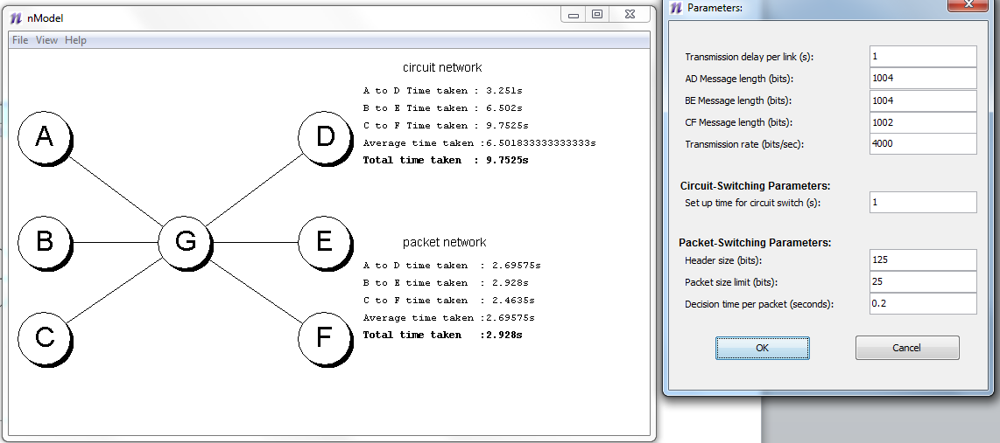 nModel
File View Help
circuit network
A to D Time taken : 3.251s
B to E Time taken : 6.502s
C to F Time taken : 9.7525s
Average time taken :6.501833333333333s
Total time taken : 9.7525s
A
D
B
G
E
C
F
packet network
A to D time taken : 2.69575s
B to E time taken : 2.928s
C to F time taken : 2.4635s
Average time taken :2.69575s
Total time taken :2.928s
Parameters:
Transmission delay per link (s): 1
AD Message length (bits): 1004
BE Message length (bits): 1004
CF Message length (bits): 1002
Transmission rate (bits/sec): 4000
Circuit-Switching Parameters:
Set up time for circuit switch (s): 1
Packet-Switching Parameters:
Header size (bits): 125
Packet size limit (bits): 25
Decision time per packet (seconds): 0.2
OK Cancel